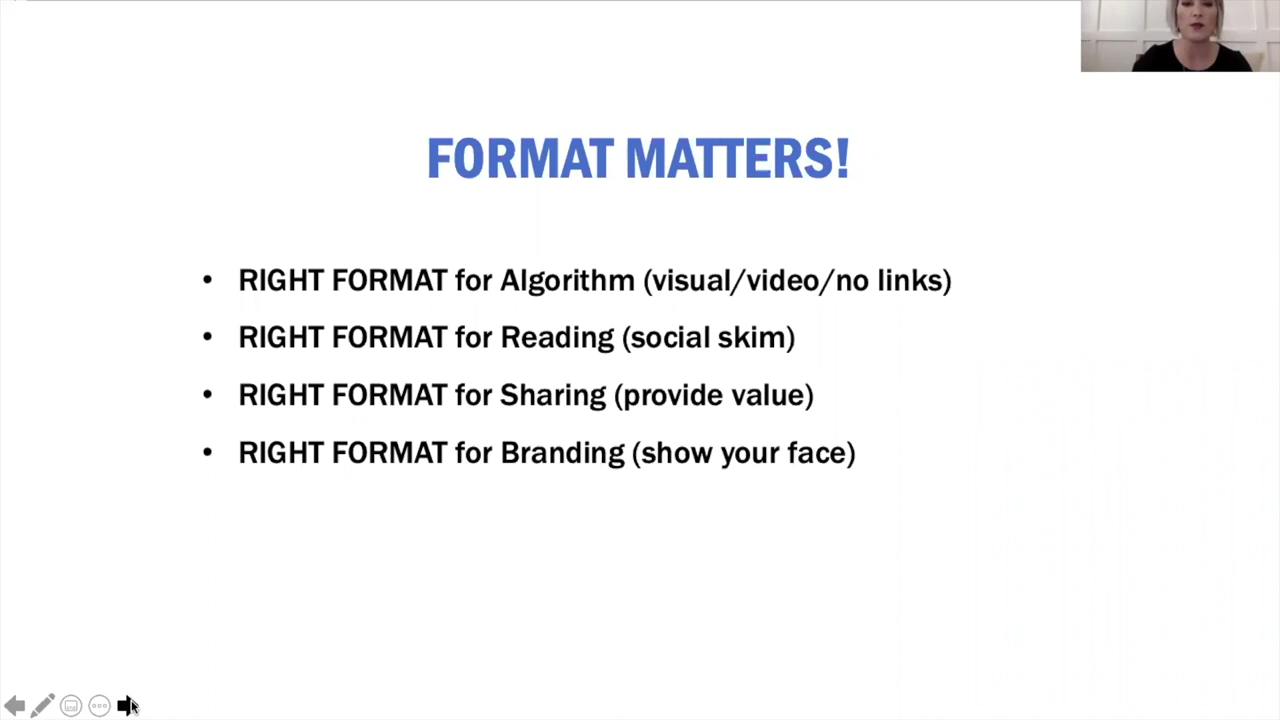 FORMAT MATTERS!
• RIGHT FORMAT for Algorithm (visual/video/no links)
• RIGHT FORMAT for Reading (social skim)
• RIGHT FORMAT for Sharing (provide value)
• RIGHT FORMAT for Branding (show your face)